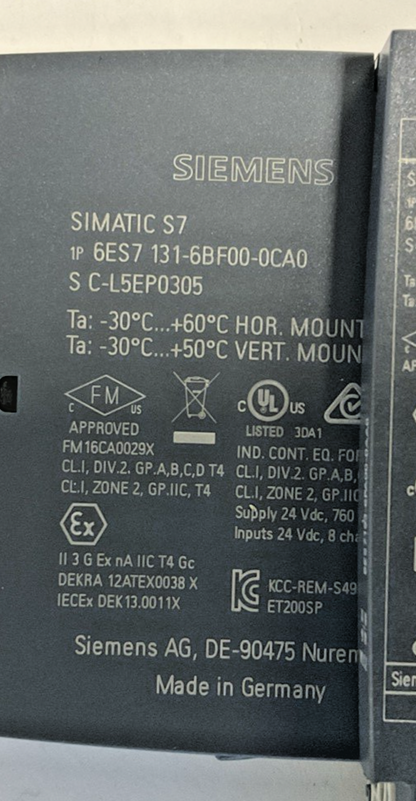 SIEMENS
SIMATIC S7
1P 6ES7 131-6BF00-0CA0
S C-L5EP0305
Ta: -30°C...+60°C HOR. MOUNT
Ta: -30°C...+50°C VERT. MOUN
FM
C US
APPROVED
FM16CA0029X
CL.I, DIV.2. GP.A,B,C,D T4
CL.I, ZONE 2, GP.IIC, T4
C UL US
LISTED 3DA1
IND. CONT. EQ. FOR
CL.I, DIV.2. GP.A,B,
CL.I, ZONE 2, GP.IIC
Supply 24 Vdc, 760
Inputs 24 Vdc, 8 cha
Ex
II 3 G Ex nA IIC T4 Gc
DEKRA 12ATEX0038 X
IECEx DEK13.0011X
KCC-REM-S49
ET200SP
Siemens AG, DE-90475 Nuren
Made in Germany
Sien